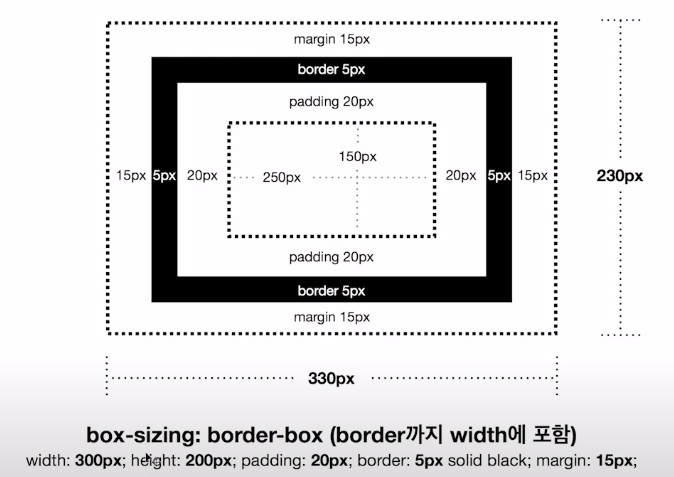 margin 15px
border 5px
padding 20px
150px
15px 5px 20px 250px 20px 5px 15px 230px
padding 20px
border 5px
margin 15px
330px
box-sizing: border-box (border까지 width에 포함)
width: 300px; height: 200px; padding: 20px; border: 5px solid black; margin: 15px;